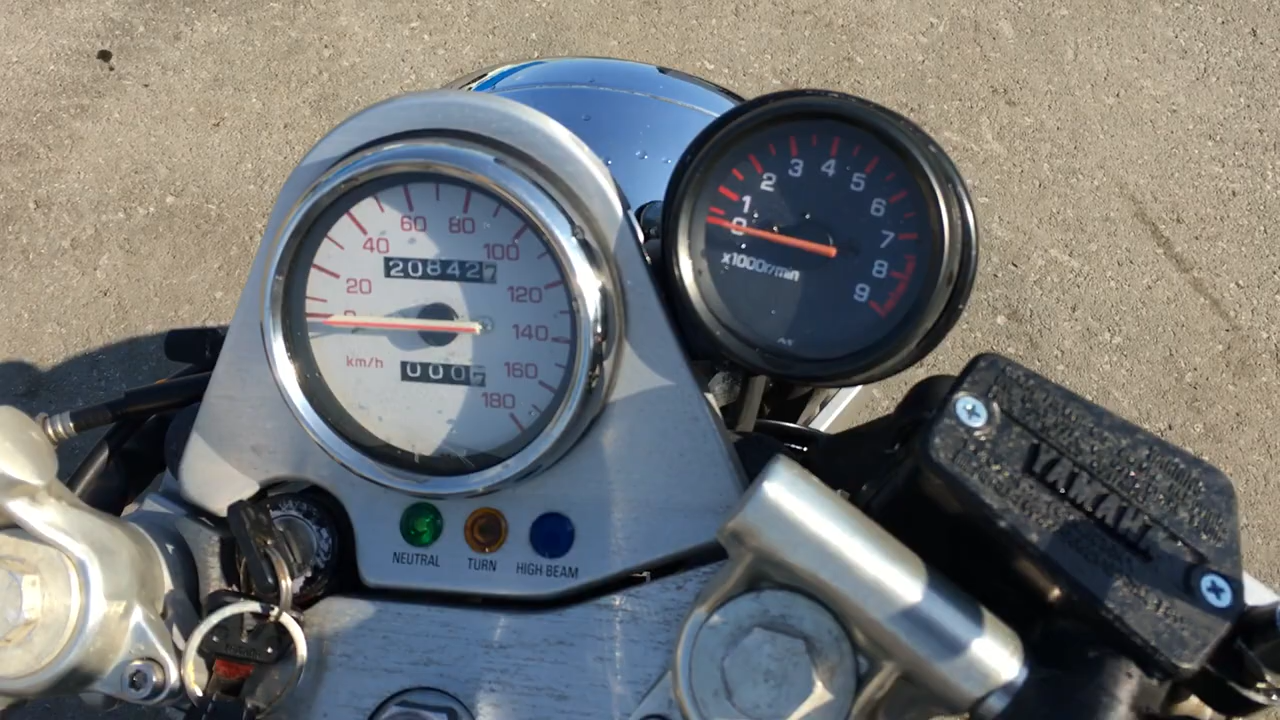 60 80
40 100
208427
20 120
0 140
km/h
000
160
180
0 1 2 3 4 5 6 7 8 9
x1000r/min
NEUTRAL TURN HIGH BEAM
YAMAHA